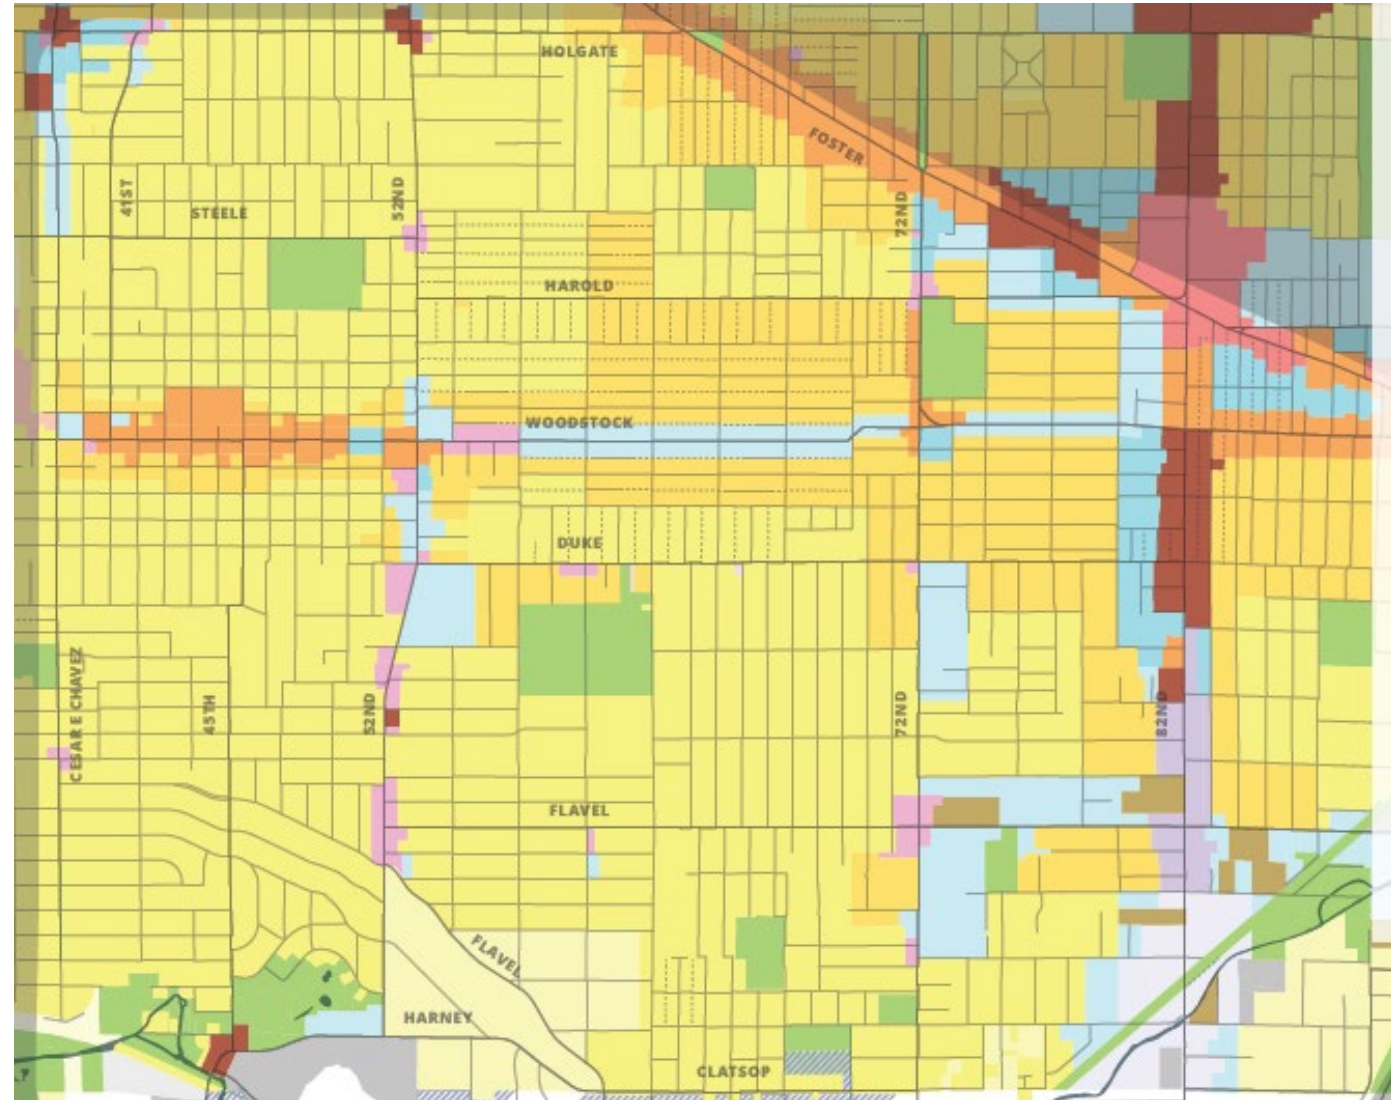 HOLGATE
FOSTER
41ST
52ND
STEELE
72ND
HAROLD
WOODSTOCK
DUKE
CESAR E CHAVEZ
45TH
52ND
72ND
82ND
FLAVEL
FLAVEL
HARNEY
CLATSOP